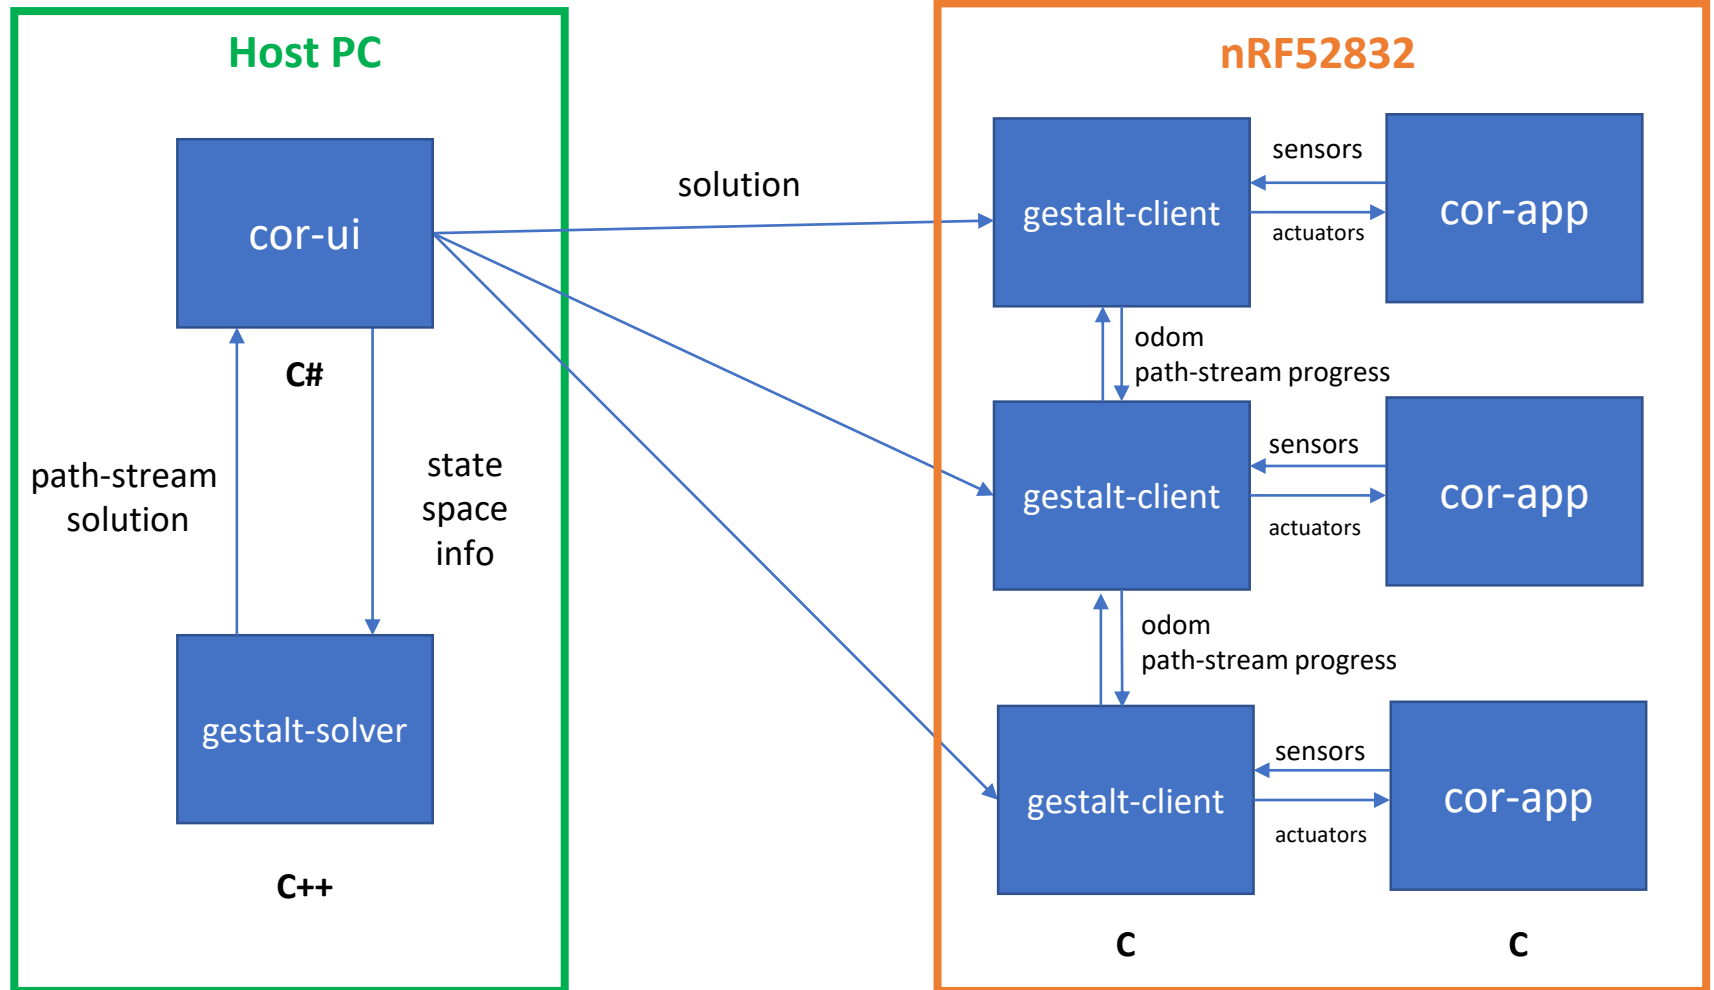 Host PC
cor-ui
C#
path-stream
solution
state
space
info
gestalt-solver
C++
solution
nRF52832
gestalt-client
sensors
actuators
cor-app
odom
path-stream progress
gestalt-client
sensors
actuators
cor-app
odom
path-stream progress
gestalt-client
sensors
actuators
cor-app
C
C